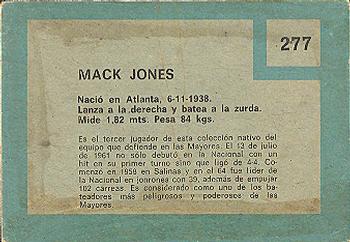 277
MACK JONES
Nació en Atlanta, 6-11-1938.
Lanza a la derecha y batea a la zurda.
Mide 1,82 mts. Pesa 84 kgs.
Es el tercer jugador de esta colección nativo del
equipo que defiende en las Mayores. El 13 de julio
de 1961 no sólo debutó en la Nacional con un
hit en su primer turno sino que ligó de 4-4. Co-
menzó en 1959 en Salinas y en el 64 fue líder de
la Nacional en jonrones con 39, además de empujar
102 carreas. Es considerado como uno de los ba-
teadores más peligrosos y poderosos de las
Mayores.